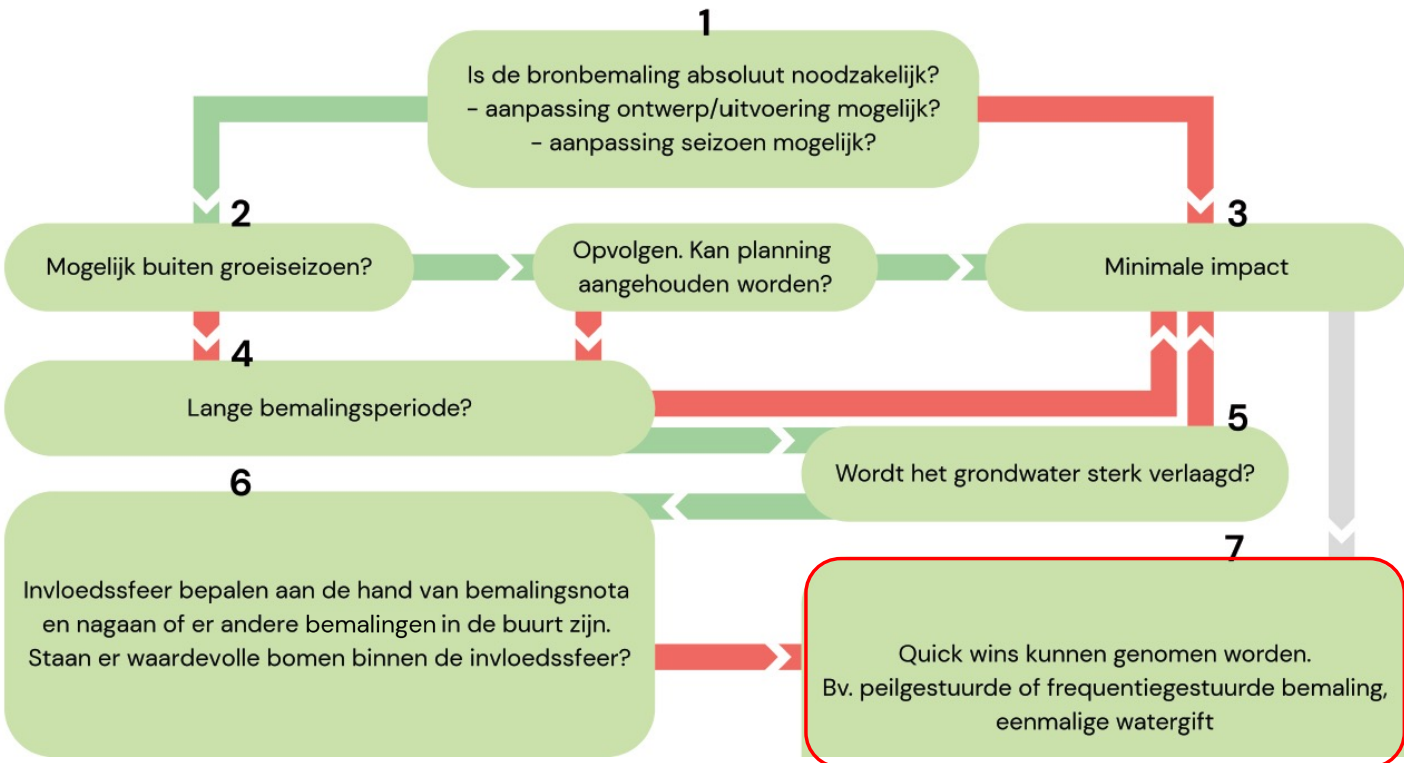 1
Is de bronbemaling absoluut noodzakelijk?
- aanpassing ontwerp/uitvoering mogelijk?
- aanpassing seizoen mogelijk?
2
Mogelijk buiten groeiseizoen?
Opvolgen. Kan planning
aangehouden worden?
3
Minimale impact
4
Lange bemalingsperiode?
5
Wordt het grondwater sterk verlaagd?
6
Invloedssfeer bepalen aan de hand van bemalingsnota
en nagaan of er andere bemalingen in de buurt zijn.
Staan er waardevolle bomen binnen de invloedssfeer?
7
Quick wins kunnen genomen worden.
Bv. peilgestuurde of frequentiegestuurde bemaling,
eenmalige watergift